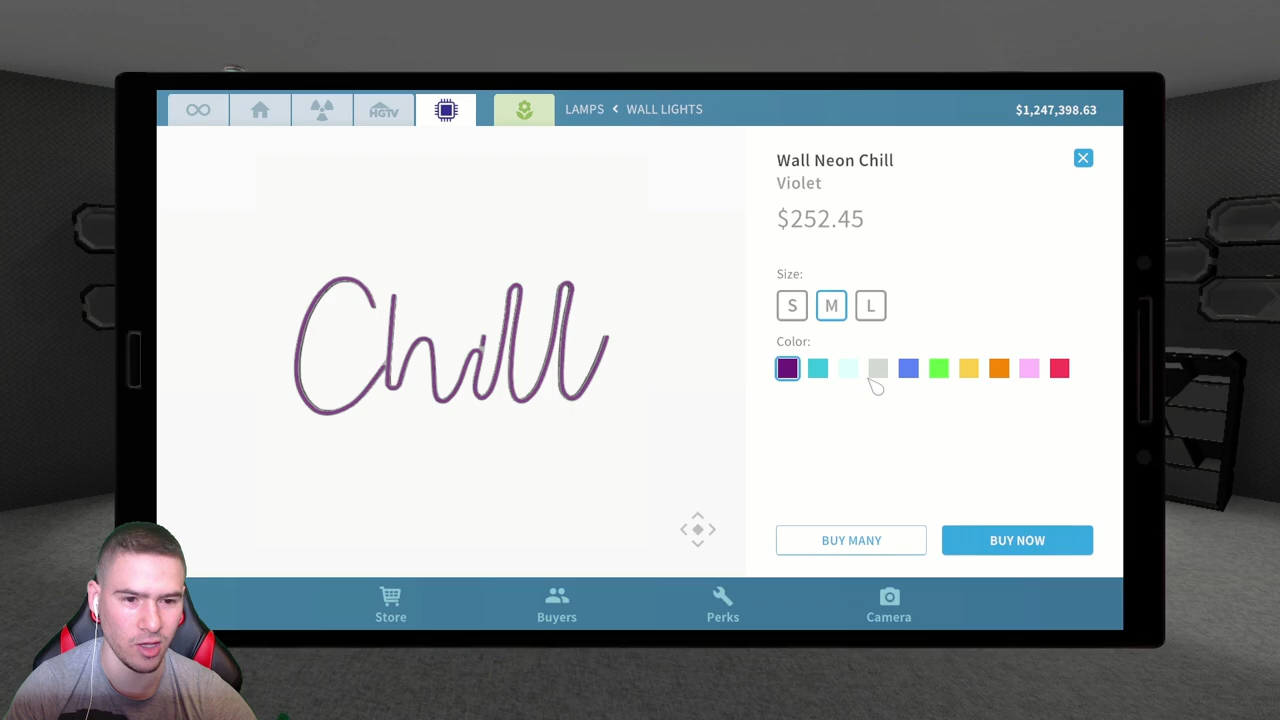 HGTV
LAMPS < WALL LIGHTS
$1,247,398.63
Wall Neon Chill
Violet
$252.45
Chill
Size:
S M L
Color:
BUY MANY
BUY NOW
Store
Buyers
Perks
Camera